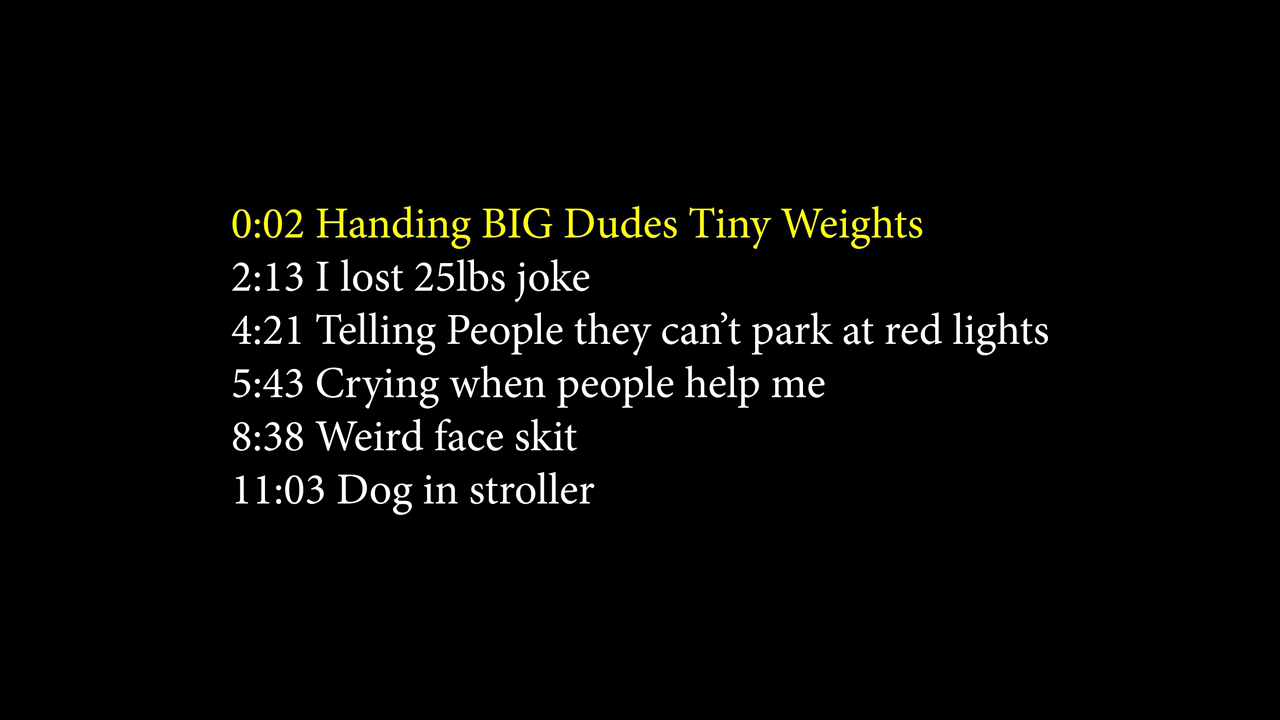 0:02 Handing BIG Dudes Tiny Weights
2:13 I lost 25lbs joke
4:21 Telling People they can’t park at red lights
5:43 Crying when people help me
8:38 Weird face skit
11:03 Dog in stroller